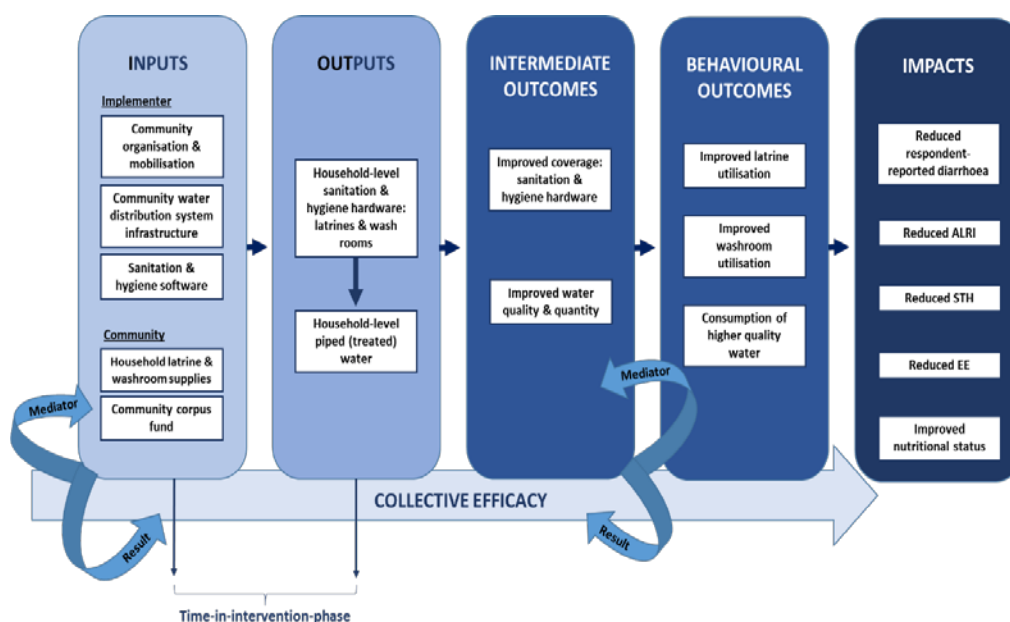 INPUTS
Implementer
Community
organisation &
mobilisation
Community water
distribution system
infrastructure
Sanitation &
hygiene software
Community
Household latrine &
washroom supplies
Community corpus
fund
OUTPUTS
Household-level
sanitation &
hygiene hardware:
latrines & wash
rooms
Household-level
piped (treated)
water
INTERMEDIATE
OUTCOMES
Improved coverage:
sanitation &
hygiene hardware
Improved water
quality & quantity
BEHAVIOURAL
OUTCOMES
Improved latrine
utilisation
Improved
washroom
utilisation
Consumption of
higher quality
water
IMPACTS
Reduced
respondent-
reported diarrhoea
Reduced ALRI
Reduced STH
Reduced EE
Improved
nutritional status
Mediator
Result
Mediator
Result
COLLECTIVE EFFICACY
Time-in-intervention-phase